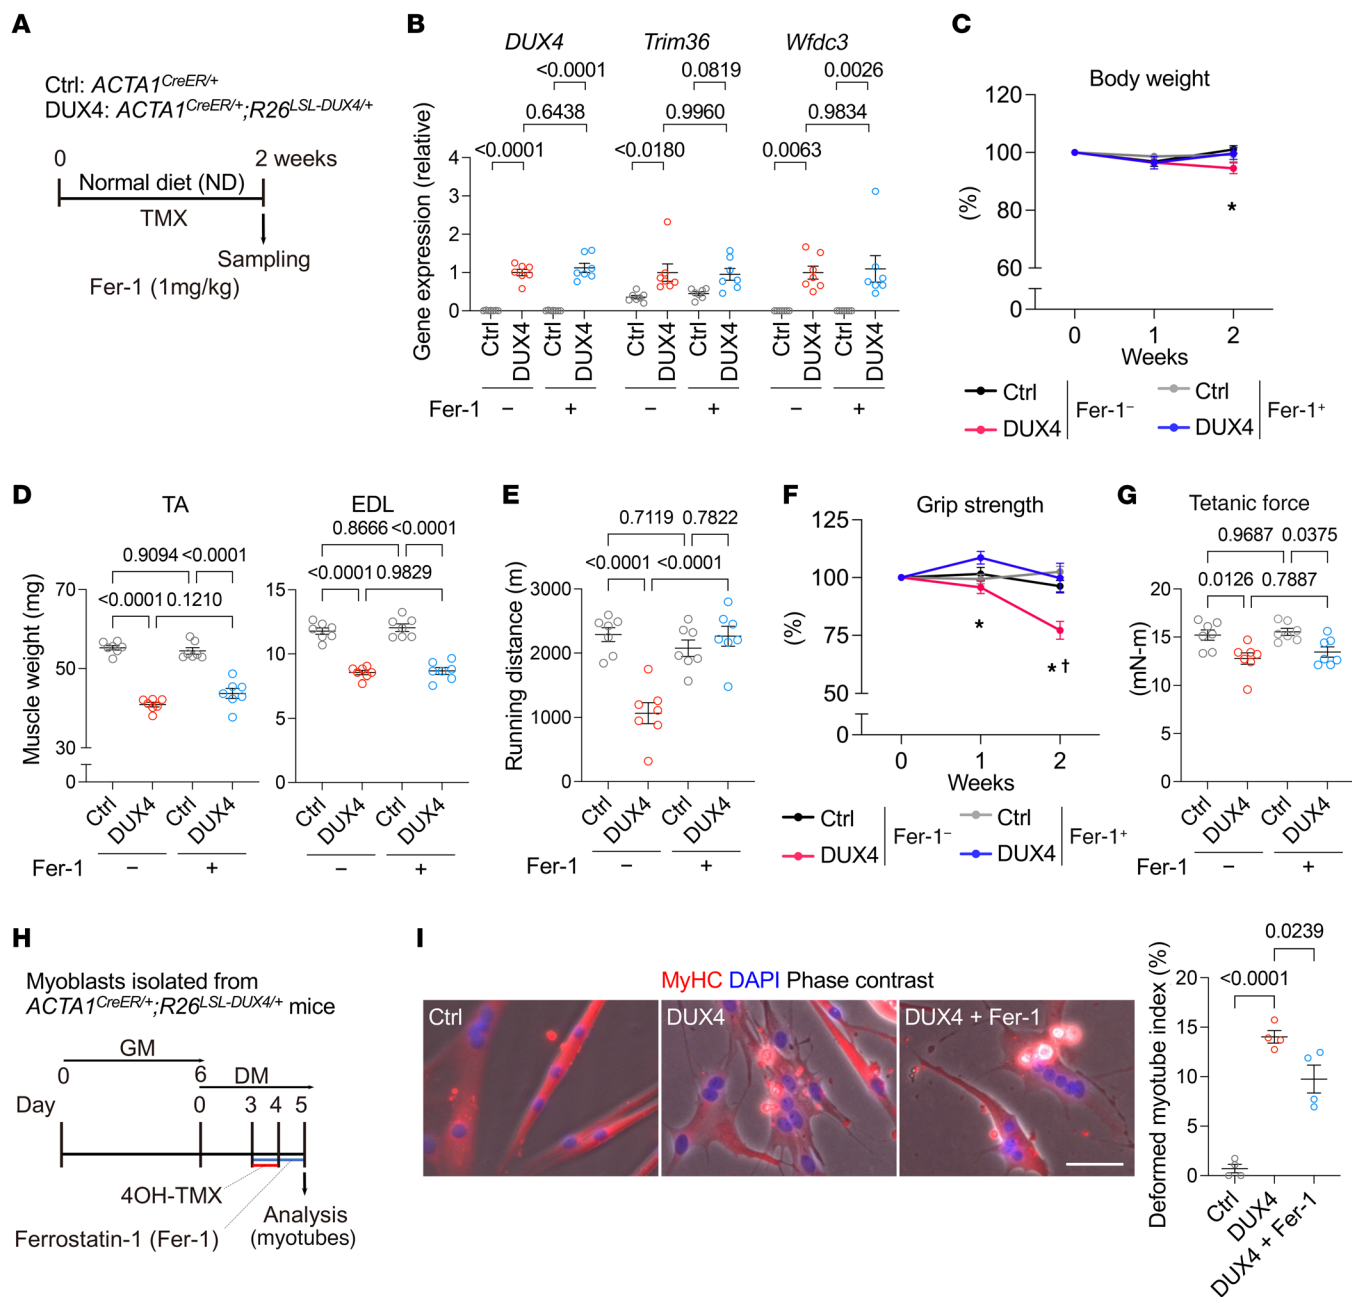 A
Ctrl: ACTA1CreER/+
DUX4: ACTA1CreER/+;R26LSL-DUX4/+
0
2 weeks
Normal diet (ND)
TMX
Sampling
Fer-1 (1mg/kg)
B
DUX4 Trim36 Wfdc3
<0.0001 0.0819 0.0026
0.6438 0.9960 0.9834
<0.0001 <0.0180 0.0063
Gene expression (relative)
4
3
2
1
0
Ctrl DUX4 Ctrl DUX4 Ctrl DUX4 Ctrl DUX4 Ctrl DUX4 Ctrl DUX4
Fer-1 – + – + – +
C
Body weight
(%)
120
100
80
60
0
0 1 2
Weeks
*
Ctrl
DUX4
Fer-1–
Ctrl
DUX4
Fer-1+
D
TA
EDL
0.9094 <0.0001
<0.0001 0.1210
0.8666 <0.0001
<0.0001 0.9829
Muscle weight (mg)
70
50
30
0
15
10
5
0
Ctrl DUX4 Ctrl DUX4 Ctrl DUX4 Ctrl DUX4
Fer-1 – + – +
E
0.7119 0.7822
<0.0001 <0.0001
Running distance (m)
3000
2000
1000
0
Ctrl DUX4 Ctrl DUX4
Fer-1 – +
F
Grip strength
(%)
125
100
75
50
0
*
* †
0 1 2
Weeks
Ctrl
DUX4
Fer-1–
Ctrl
DUX4
Fer-1+
G
Tetanic force
0.9687 0.0375
0.0126 0.7887
(mN-m)
20
15
10
5
0
Ctrl DUX4 Ctrl DUX4
Fer-1 – +
H
Myoblasts isolated from
ACTA1CreER/+;R26LSL-DUX4/+ mice
GM
0 6
DM
Day 0 3 4 5
4OH-TMX
Ferrostatin-1 (Fer-1)
Analysis
(myotubes)
I
MyHC DAPI Phase contrast
Ctrl
DUX4
DUX4 + Fer-1
0.0239
<0.0001
Deformed myotube index (%)
20
15
10
5
0
Ctrl
DUX4
DUX4 + Fer-1